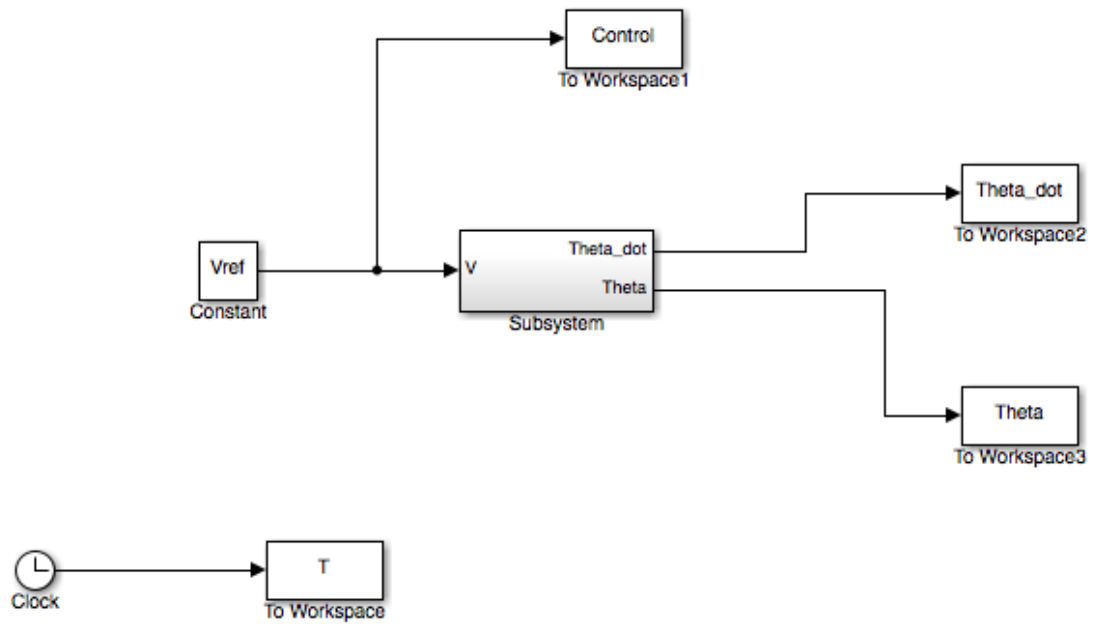 Control
To Workspace1
Theta_dot
To Workspace2
Vref
Constant
V
Theta_dot
Theta
Subsystem
Theta
To Workspace3
Clock
T
To Workspace